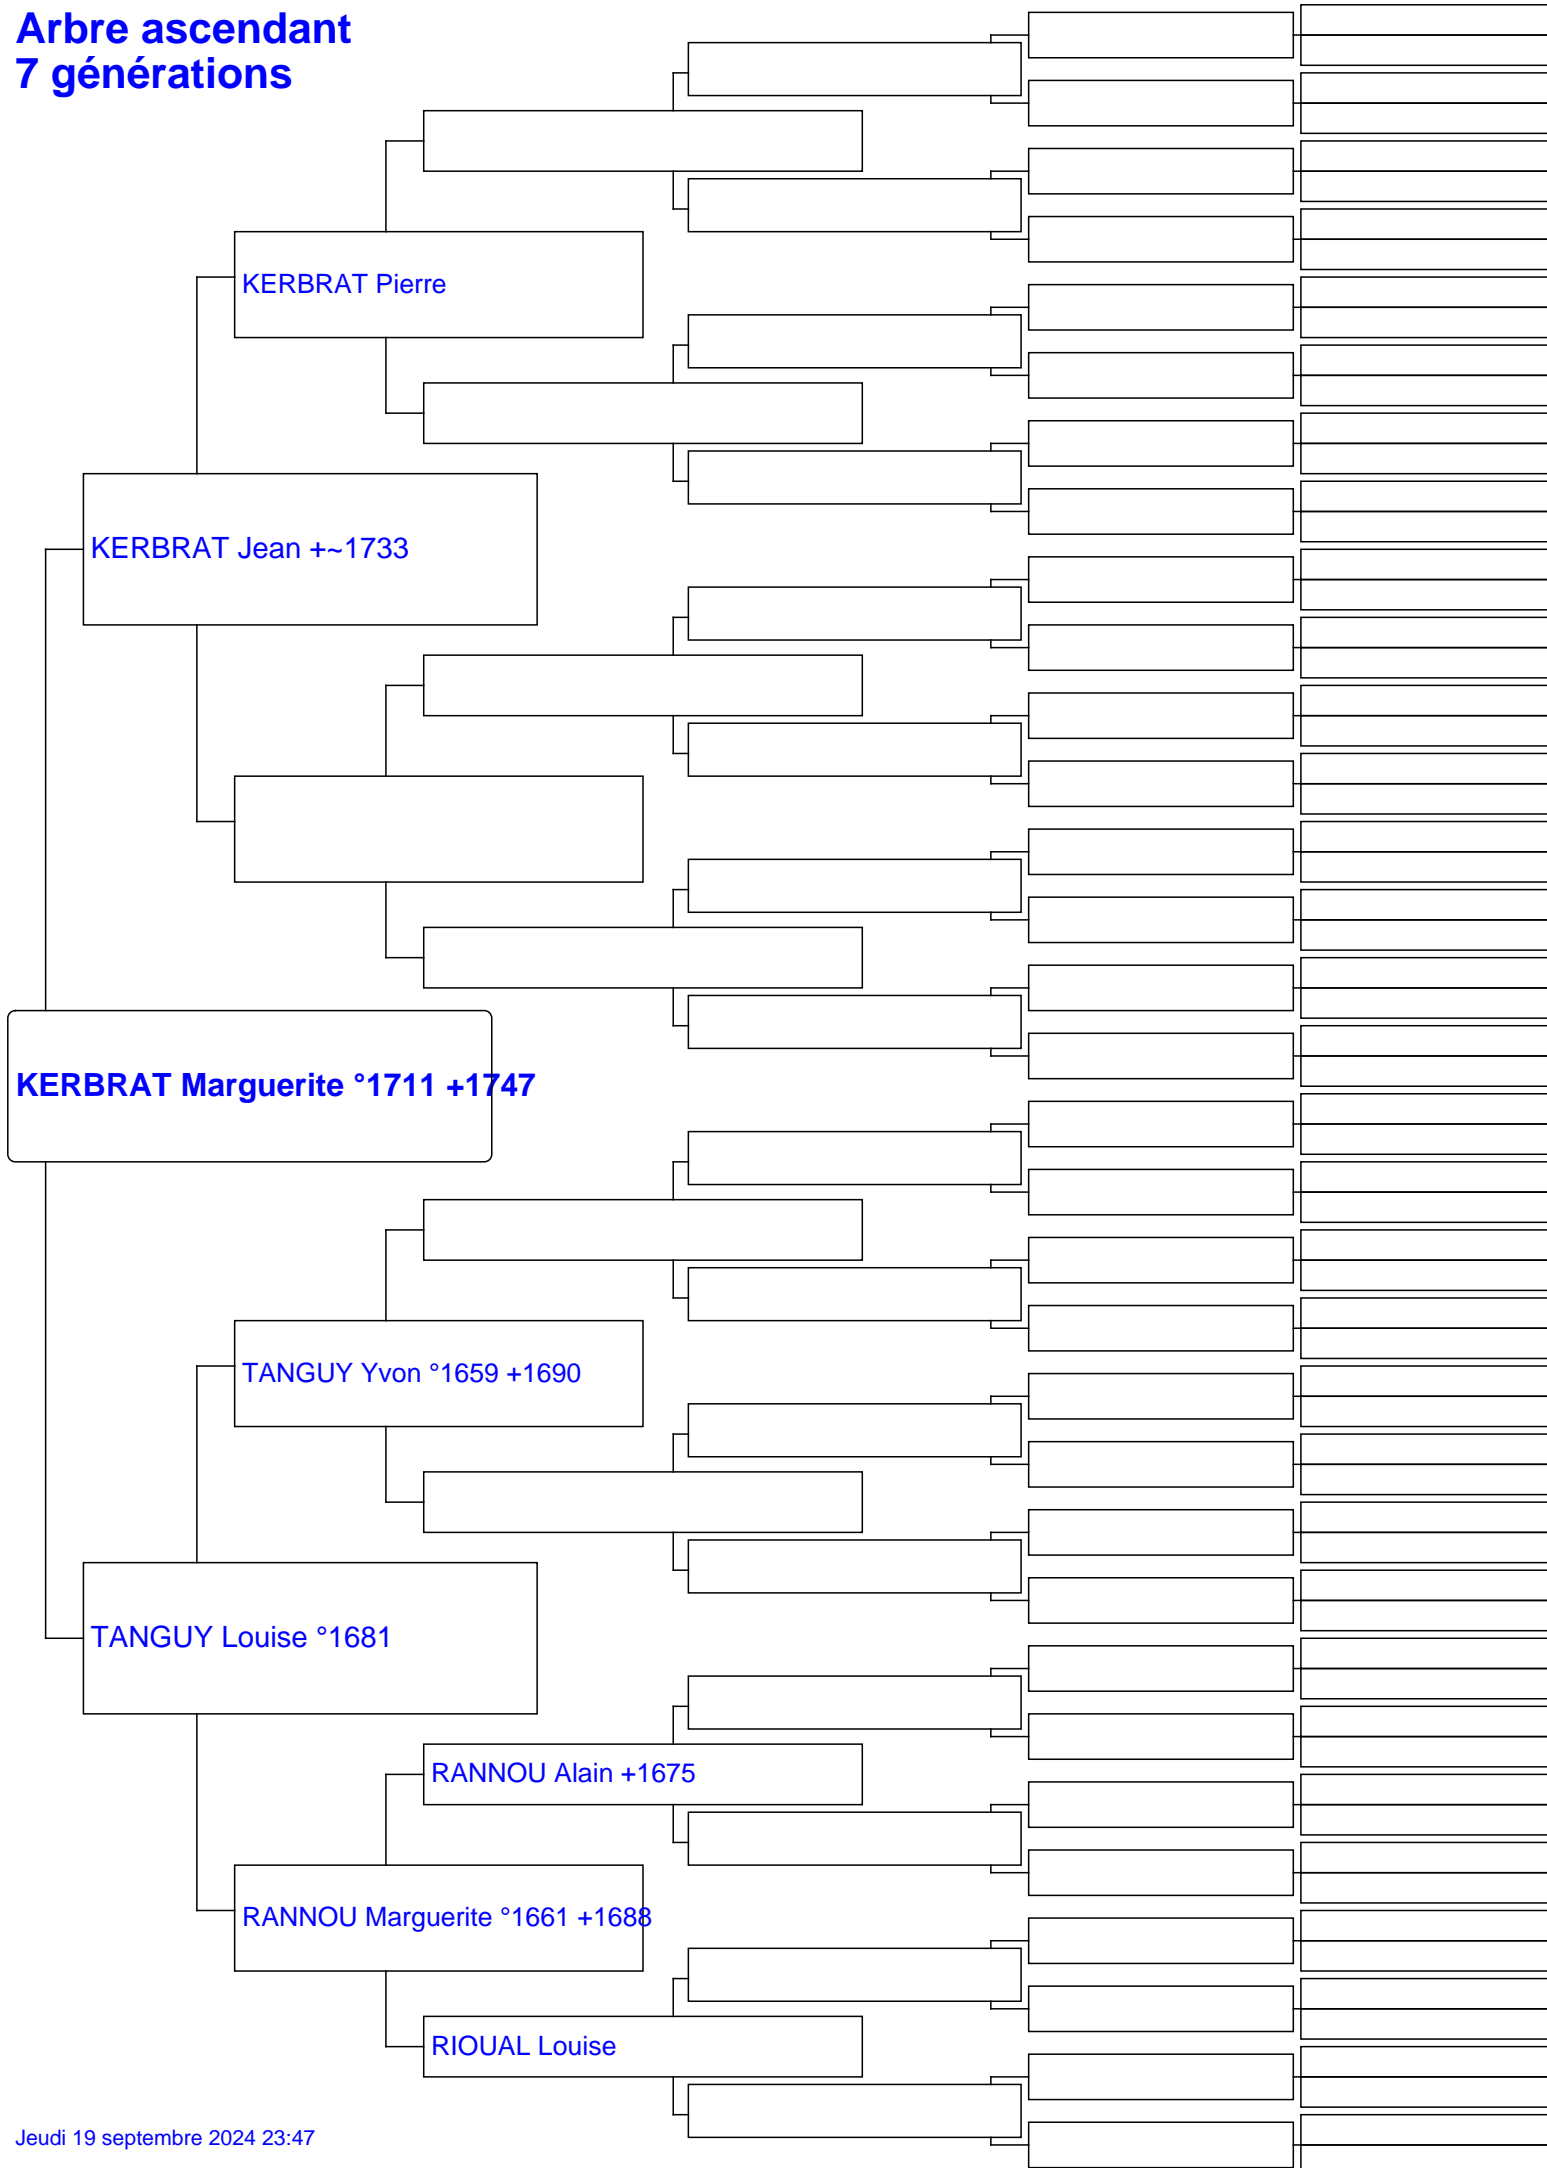 Arbre ascendant
7 générations
KERBRAT Pierre
KERBRAT Jean +~1733
KERBRAT Marguerite °1711 +1747
TANGUY Yvon °1659 +1690
TANGUY Louise °1681
RANNOU Alain +1675
RANNOU Marguerite °1661 +1688
RIOUAL Louise
Jeudi 19 septembre 2024 23:47